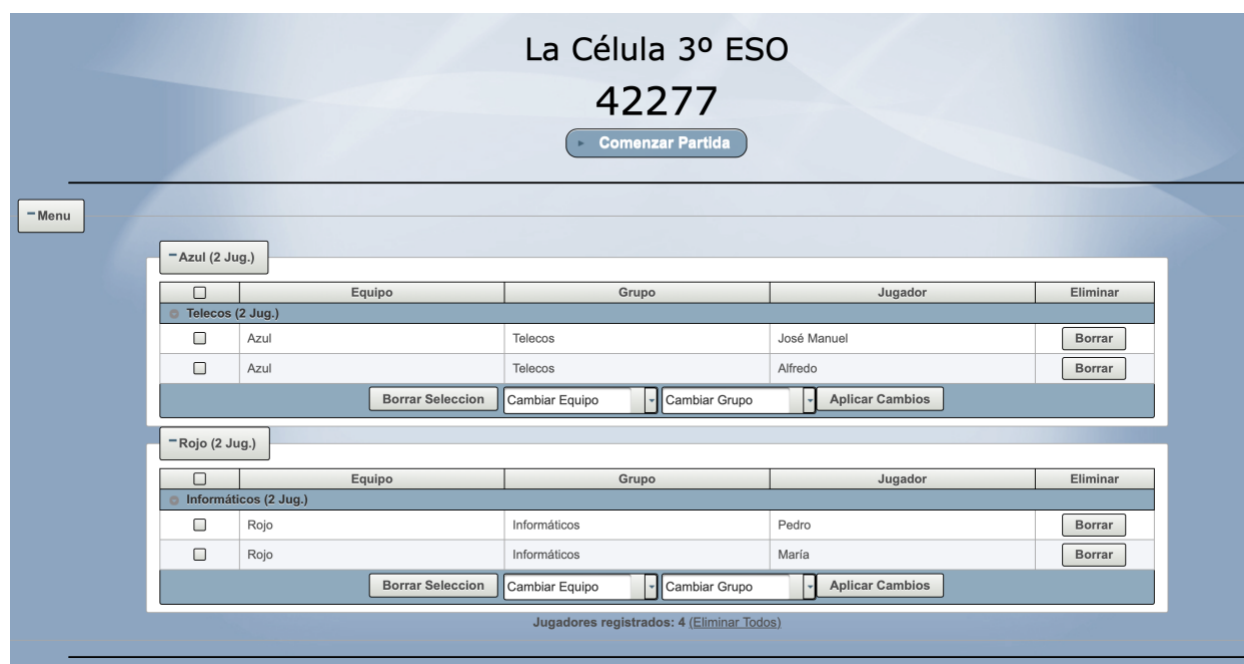 La Célula 3º ESO
42277
Comenzar Partida
Menu
Azul (2 Jug.)
Equipo Grupo Jugador Eliminar
Telecos (2 Jug.)
Azul Telecos José Manuel Borrar
Azul Telecos Alfredo Borrar
Borrar Seleccion Cambiar Equipo Cambiar Grupo Aplicar Cambios
Rojo (2 Jug.)
Equipo Grupo Jugador Eliminar
Informáticos (2 Jug.)
Rojo Informáticos Pedro Borrar
Rojo Informáticos María Borrar
Borrar Seleccion Cambiar Equipo Cambiar Grupo Aplicar Cambios
Jugadores registrados: 4 (Eliminar Todos)